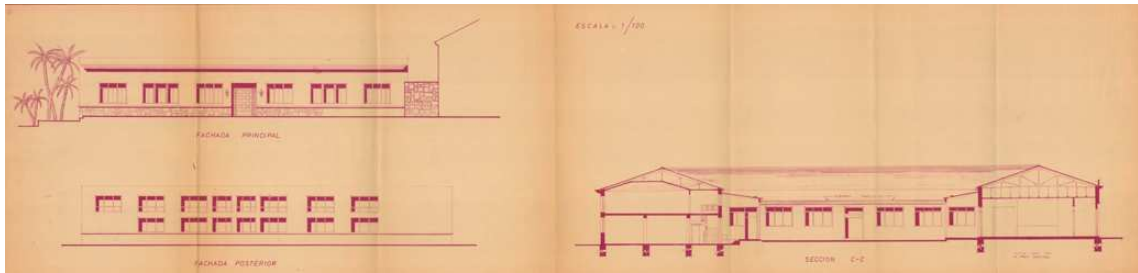 ESCALA = 1/100
FACHADA PRINCIPAL
FACHADA POSTERIOR
SECCION C-C